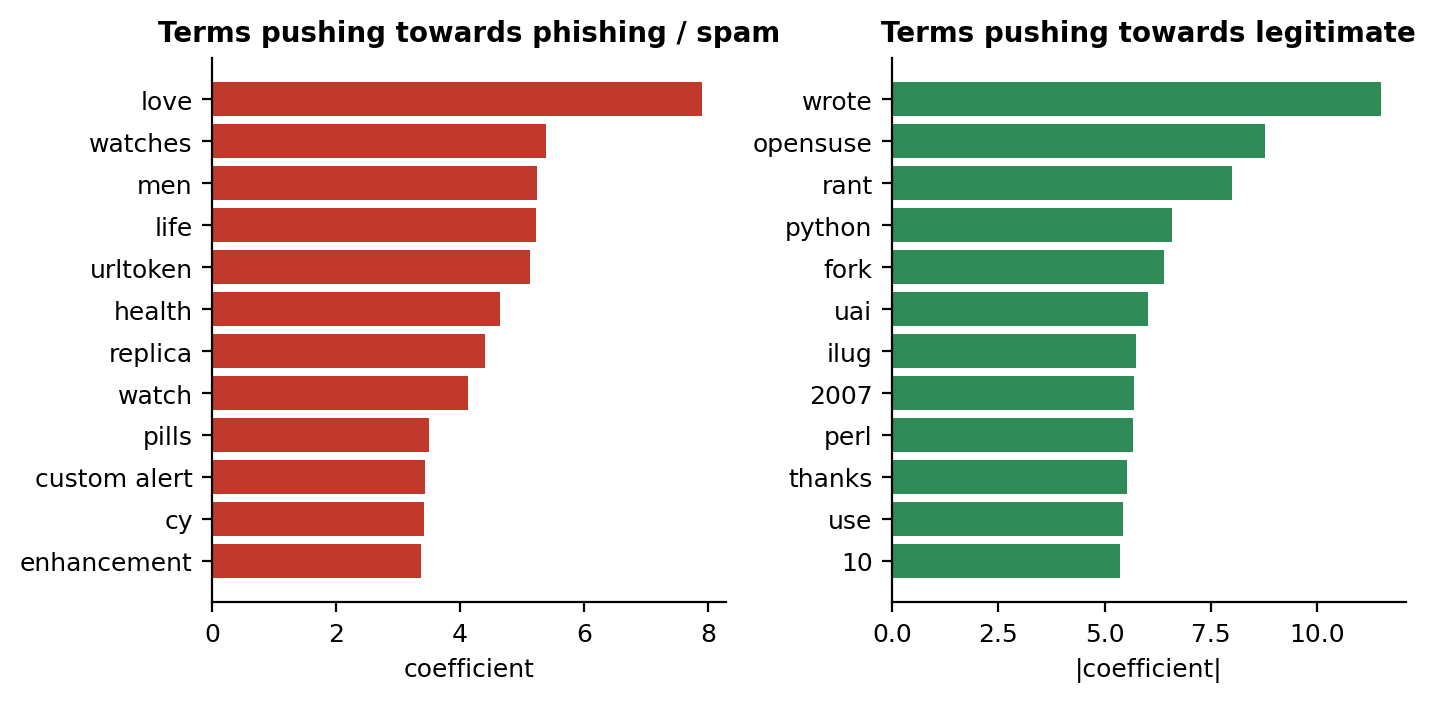 Terms pushing towards phishing / spam
love
watches
men
life
urltoken
health
replica
watch
pills
custom alert
cy
enhancement
0 2 4 6 8
coefficient
Terms pushing towards legitimate
wrote
opensuse
rant
python
fork
uai
ilug
2007
perl
thanks
use
10
0.0 2.5 5.0 7.5 10.0
|coefficient|